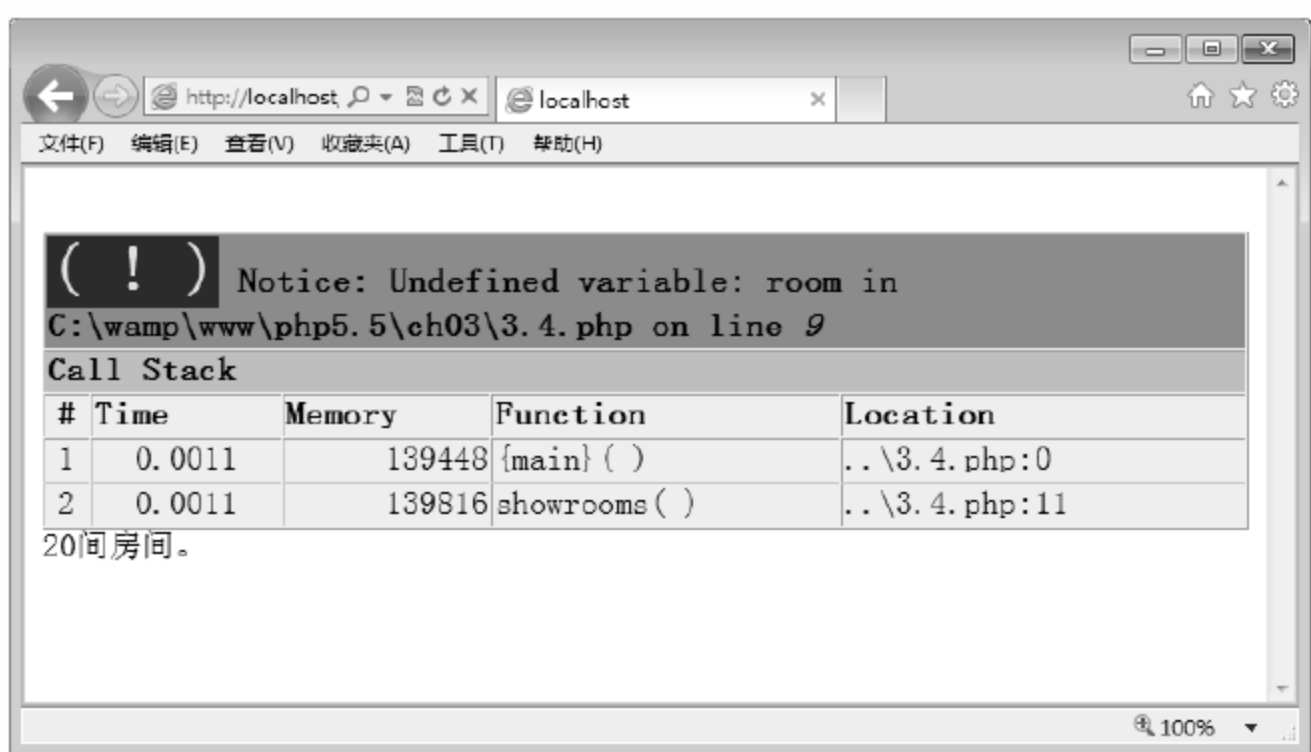 http://localhost
localhost
文件(F) 编辑(E) 查看(V) 收藏夹(A) 工具(T) 帮助(H)
( ! ) Notice: Undefined variable: room in
C:\wamp\www\php5.5\ch03\3.4.php on line 9
Call Stack
# Time Memory Function Location
1 0.0011 139448 {main}( ) ..\3.4.php:0
2 0.0011 139816 showrooms( ) ..\3.4.php:11
20间房间。
100%